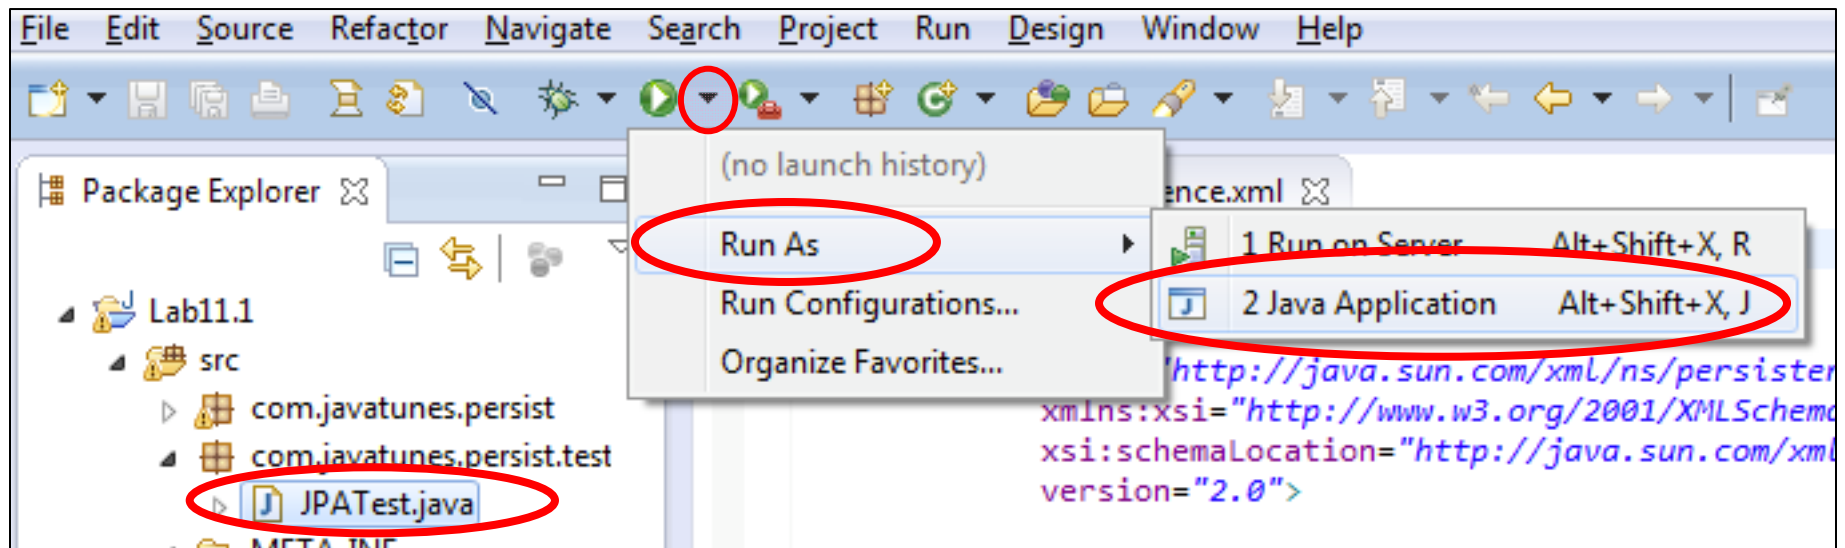 File Edit Source Refactor Navigate Search Project Run Design Window Help
(no launch history)
Package Explorer
ence.xml
Run As
1 Run on Server Alt+Shift+X, R
Run Configurations...
2 Java Application Alt+Shift+X, J
Organize Favorites...
Lab11.1
src
com.javatunes.persist
com.javatunes.persist.test
JPATest.java
META-INF
"http://java.sun.com/xml/ns/persister
xmlns:xsi="http://www.w3.org/2001/XMLSchema
xsi:schemaLocation="http://java.sun.com/xml
version="2.0">